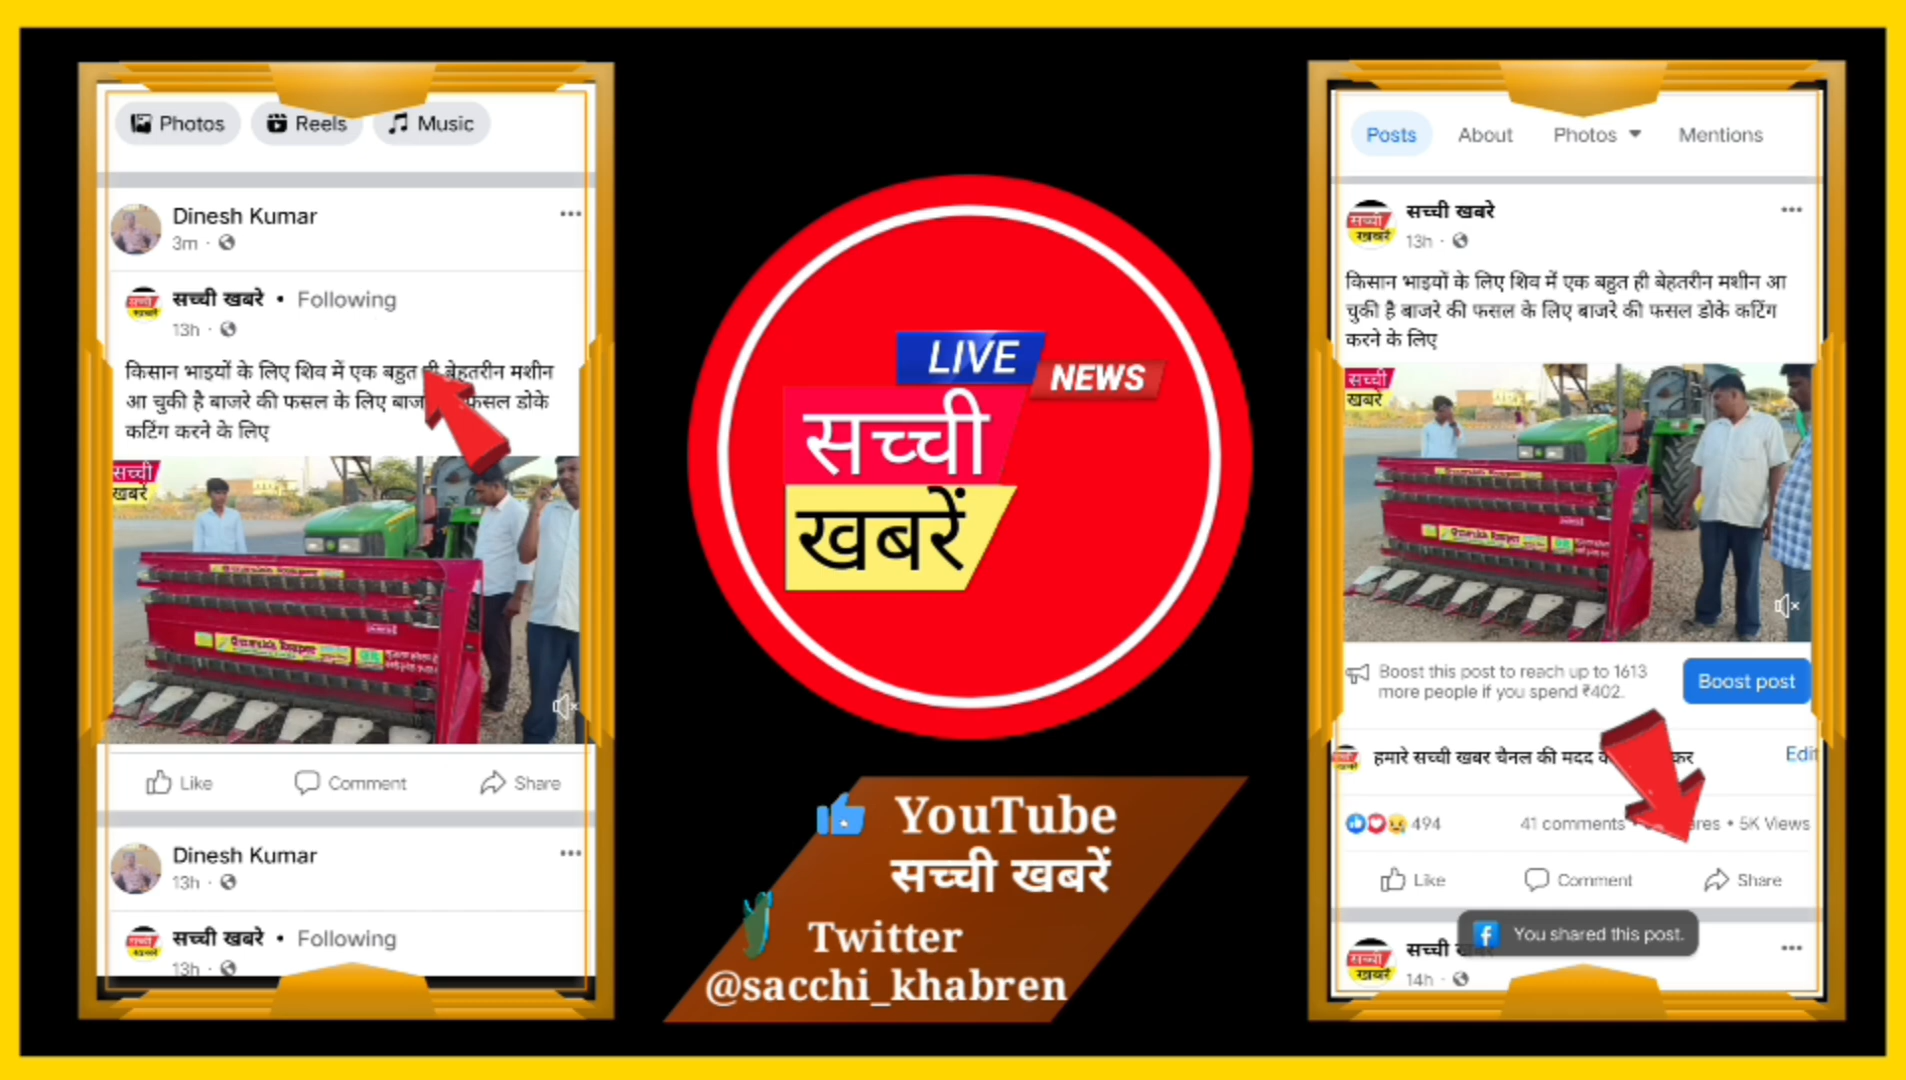 Photos
Reels
Music
Dinesh Kumar
3m ·
सच्ची खबरे • Following
13h ·
किसान भाइयों के लिए शिव में एक बहुत ही बेहतरीन मशीन
आ चुकी है बाजरे की फसल के लिए फसल डोके
कटिंग करने के लिए
सच्ची
खबरें
Like
Comment
Share
Dinesh Kumar
13h ·
सच्ची खबरे • Following
13h ·
LIVE
NEWS
सच्ची
खबरें
YouTube
सच्ची खबरें
Twitter
@sacchi_khabren
Posts
About
Photos
Mentions
सच्ची खबरे
13h ·
किसान भाइयों के लिए शिव में एक बहुत ही बेहतरीन मशीन आ
चुकी है बाजरे की फसल के लिए बाजरे की फसल डोके कटिंग
करने के लिए
सच्ची
खबरें
Boost this post to reach up to 1613
more people if you spend ₹402.
Boost post
हमारे सच्ची खबर चैनल की मदद
Edit
494
41 comments • 5K Views
Like
Comment
Share
You shared this post.
सच्ची
14h ·